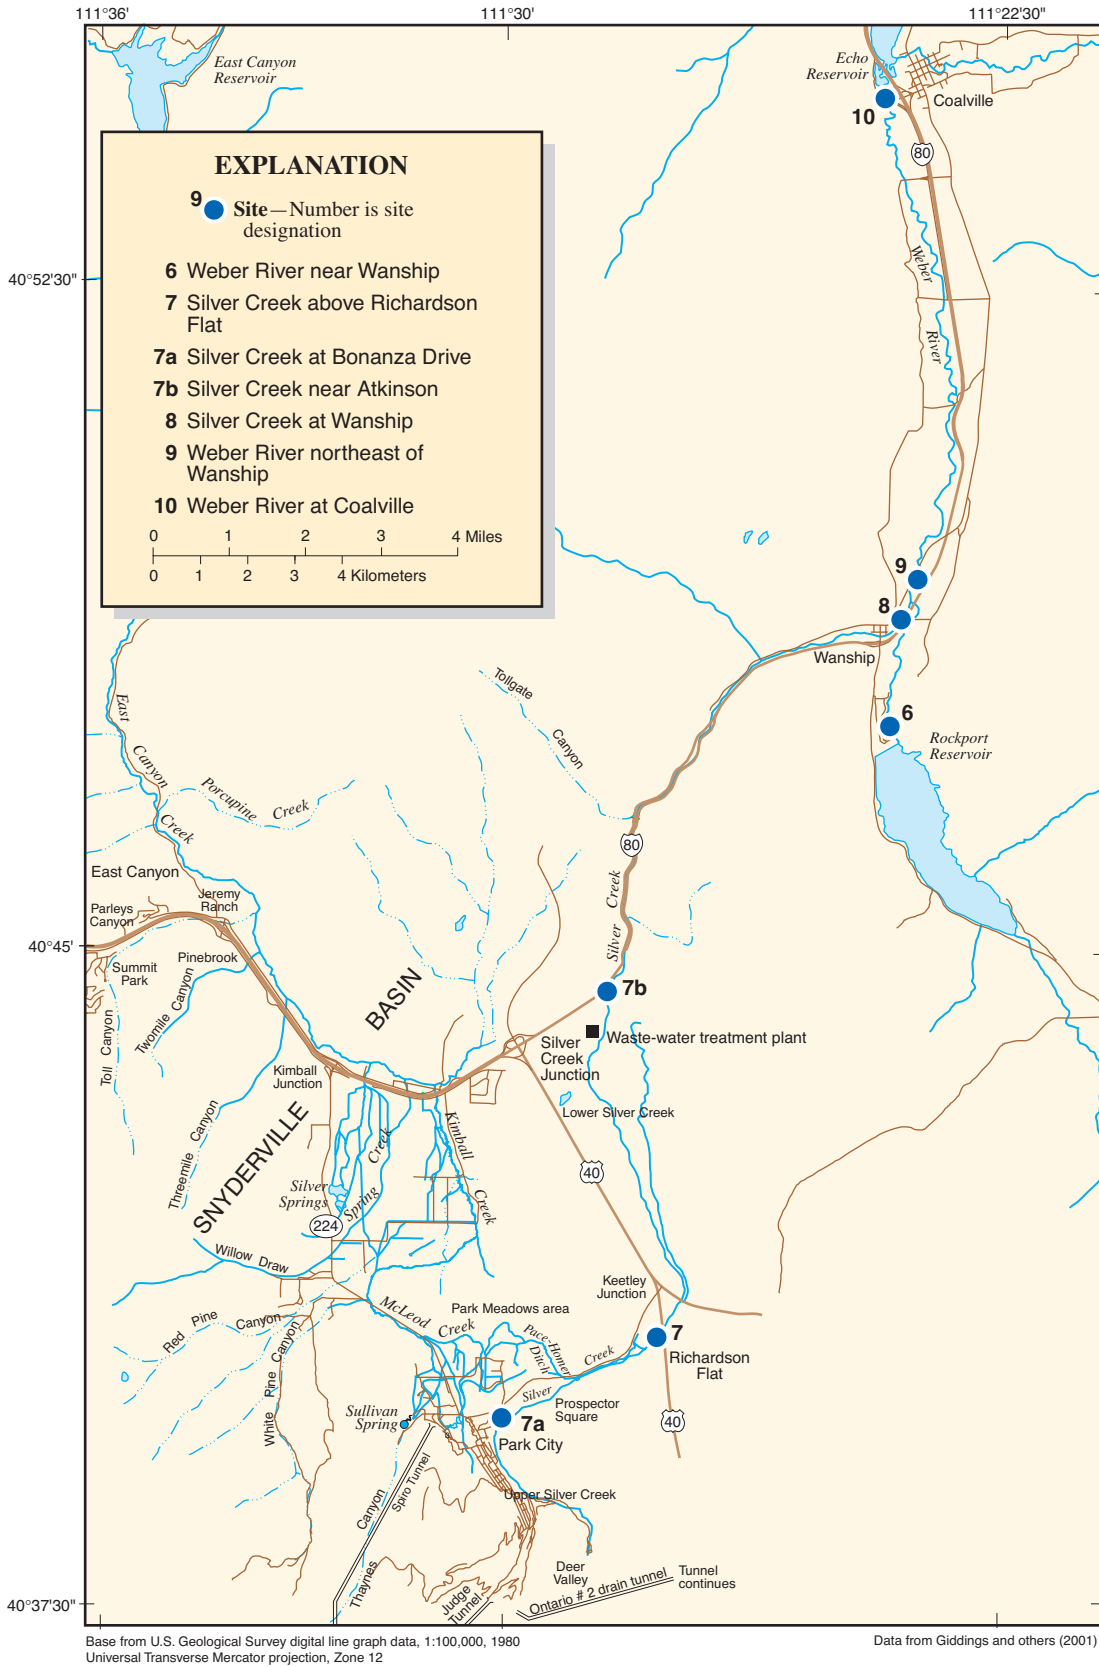 111°36'
111°30'
111°22'30"
East Canyon
Reservoir
Echo
Reservoir
10
Coalville
80
EXPLANATION
9
Site—Number is site
designation
6 Weber River near Wanship
7 Silver Creek above Richardson
Flat
7a Silver Creek at Bonanza Drive
7b Silver Creek near Atkinson
8 Silver Creek at Wanship
9 Weber River northeast of
Wanship
10 Weber River at Coalville
0 1 2 3 4 Miles
0 1 2 3 4 Kilometers
40°52'30"
Weber
River
9
8
Wanship
6
Rockport
Reservoir
Tollgate
Canyon
East
Canyon
Creek
Porcupine
Creek
80
Silver Creek
East Canyon
Jeremy
Ranch
Parleys
Canyon
40°45'
Summit
Park
Pinebrook
Twomile Canyon
Toll Canyon
BASIN
7b
Waste-water treatment plant
Silver
Creek
Junction
Kimball
Junction
Lower Silver Creek
Kimball
Creek
Threemile Canyon
SNYDERVILLE
Silver
Springs
Spring
Creek
224
40
Willow Draw
Keetley
Junction
Red Pine Canyon
White Pine Canyon
McLeod
Creek
Park Meadows area
Pace-Homer
Ditch
Silver
Creek
7
Richardson
Flat
Prospector
Square
Sullivan
Spring
7a
Park City
40
Spiro Tunnel
Thaynes
Canyon
Upper Silver Creek
Deer
Valley
Judge
Tunnel
Ontario # 2 drain tunnel
Tunnel
continues
40°37'30"
Base from U.S. Geological Survey digital line graph data, 1:100,000, 1980
Universal Transverse Mercator projection, Zone 12
Data from Giddings and others (2001)